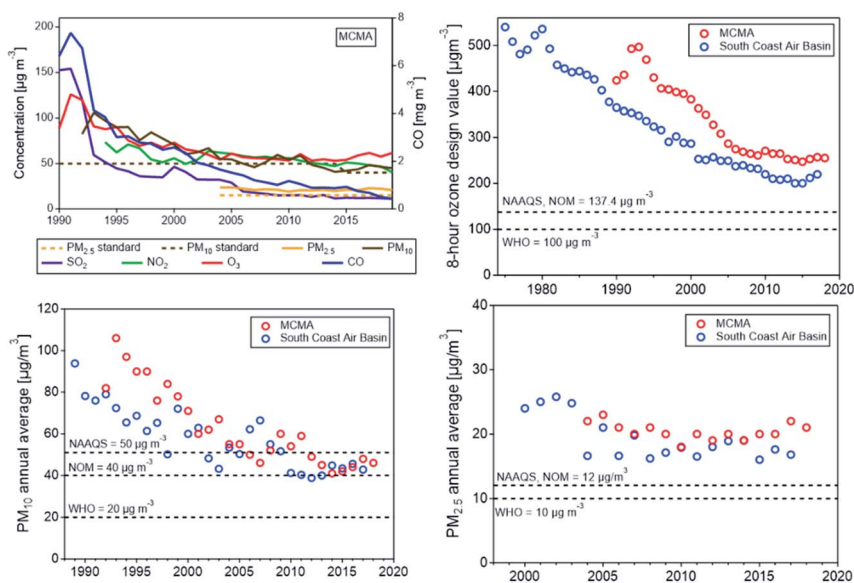 MCMA
Concentration [µg m⁻³]
CO [mg m⁻³]
200
150
100
50
0
8
6
4
2
0
1990
1995
2000
2005
2010
2015
PM2.5 standard
PM10 standard
PM2.5
PM10
SO2
NO2
O3
CO
MCMA
South Coast Air Basin
8-hour ozone design value [µgm⁻³]
500
400
300
200
100
0
NAAQS, NOM = 137.4 µg m⁻³
WHO = 100 µg m⁻³
1980
1990
2000
2010
2020
MCMA
South Coast Air Basin
PM10 annual average [µg/m³]
120
100
80
60
40
20
0
NAAQS = 50 µg m⁻³
NOM = 40 µg m⁻³
WHO = 20 µg m⁻³
1990
1995
2000
2005
2010
2015
2020
MCMA
South Coast Air Basin
PM2.5 annual average [µg/m³]
40
30
20
10
0
NAAQS, NOM = 12 µg/m³
WHO = 10 µg m⁻³
2000
2005
2010
2015
2020